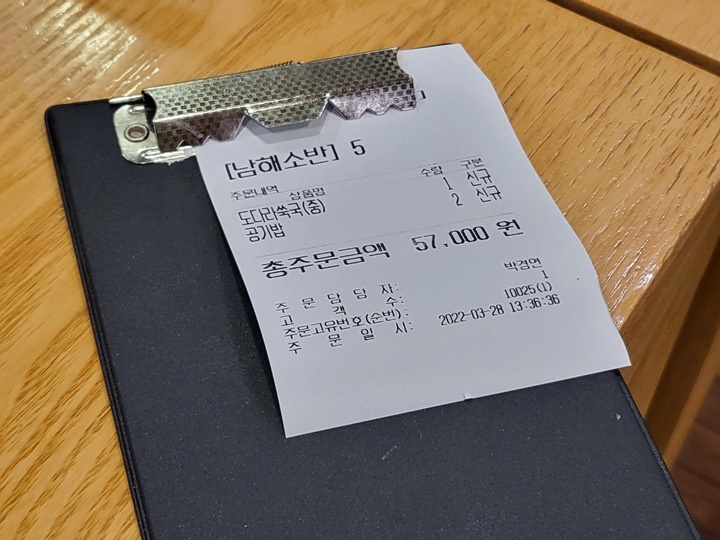 [남해소반] 5
주문내역 상품명 수량 구분
도다리쑥국(중) 1 신규
공기밥 2 신규
총주문금액 57,000 원
주 문 담 당 자: 박경연
고 객 수: 1
주문고유번호(순번): 10025(1)
주 문 일 시: 2022-03-28 13:36:36